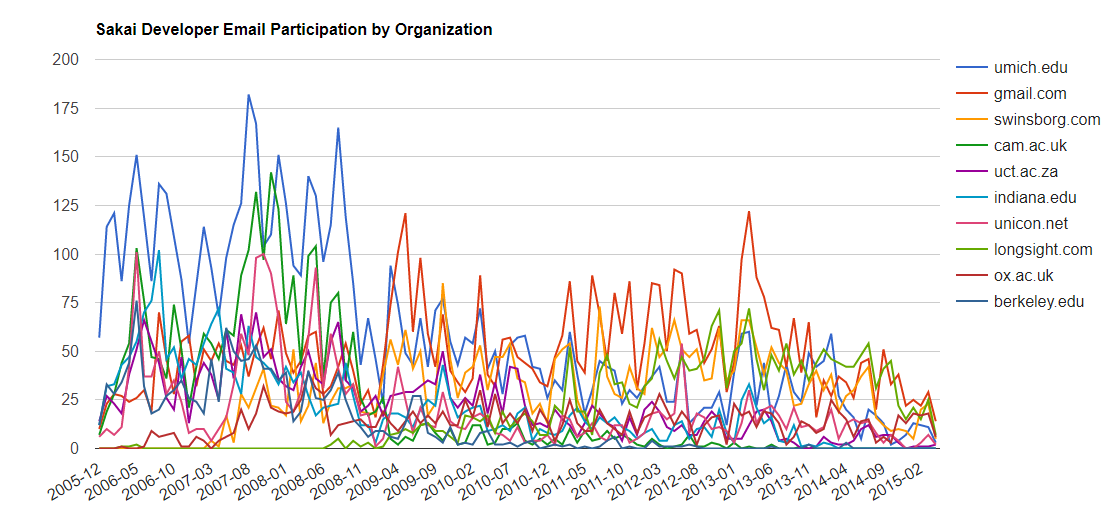 Sakai Developer Email Participation by Organization
200
175
150
125
100
75
50
25
0
umich.edu
gmail.com
swinsborg.com
cam.ac.uk
uct.ac.za
indiana.edu
unicon.net
longsight.com
ox.ac.uk
berkeley.edu
2005-12
2006-05
2006-10
2007-03
2007-08
2008-01
2008-06
2008-11
2009-04
2009-09
2010-02
2010-07
2010-12
2011-05
2011-10
2012-03
2012-08
2013-01
2013-06
2013-11
2014-04
2014-09
2015-02